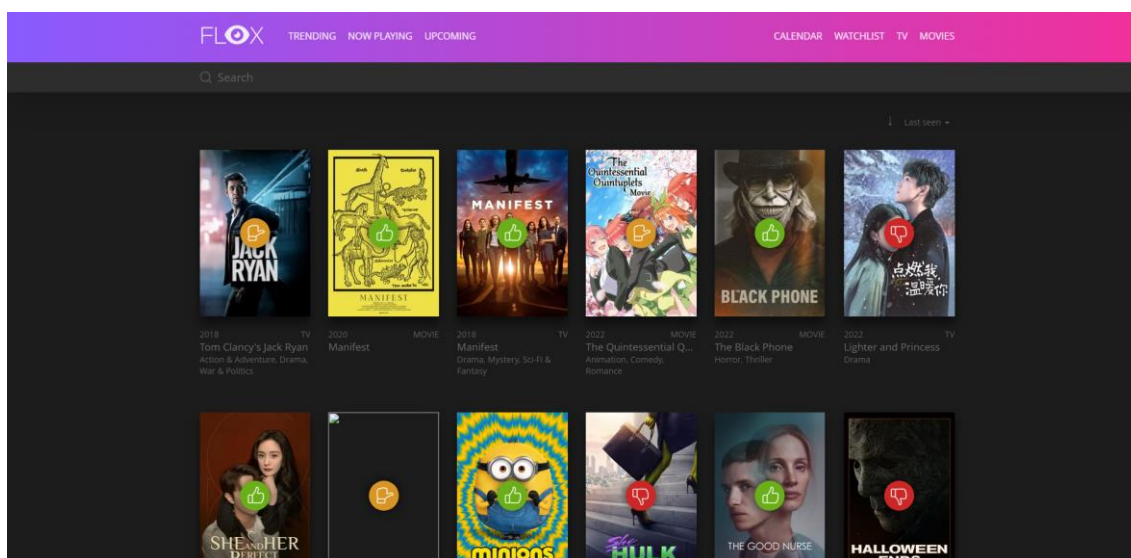 FLOX TRENDING NOW PLAYING UPCOMING CALENDAR WATCHLIST TV MOVIES
Search
Last seen
JACK
RYAN
MANIFEST
MANIFEST
The
Quintessential
Quintuplets
Movie
BLACK PHONE
点燃我,
温暖你
2018 TV
Tom Clancy's Jack Ryan
Action & Adventure, Drama,
War & Politics
2020 MOVIE
Manifest
2018 TV
Manifest
Drama, Mystery, Sci-Fi &
Fantasy
2022 MOVIE
The Quintessential Q...
Animation, Comedy,
Romance
2022 MOVIE
The Black Phone
Horror, Thriller
2022 TV
Lighter and Princess
Drama
SHE AND HER
PERFECT
MINIONS
She
HULK
THE GOOD NURSE
HALLOWEEN
ENDS